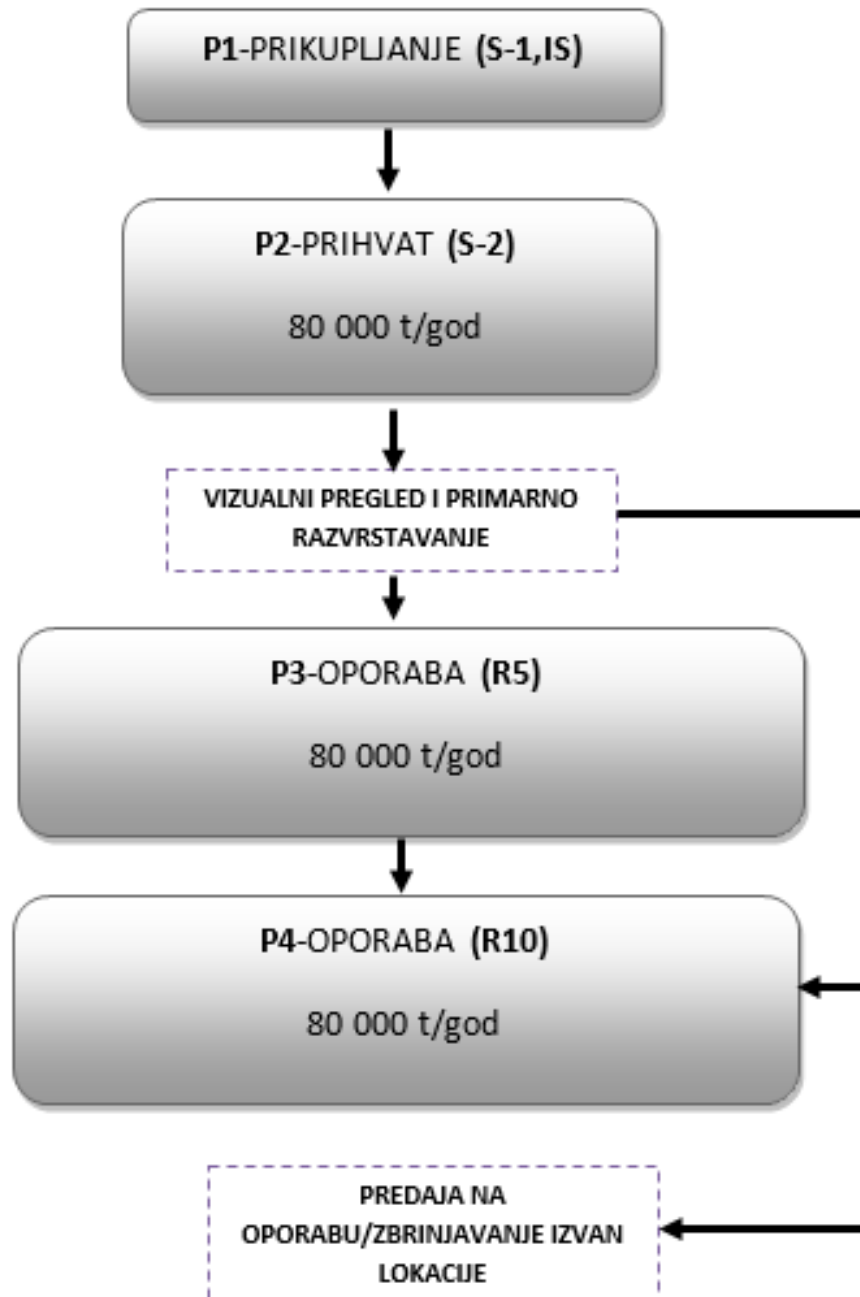 P1-PRIKUPLJANJE (S-1,IS)
P2-PRIHVAT (S-2)
80 000 t/god
VIZUALNI PREGLED I PRIMARNO
RAZVRSTAVANJE
P3-OPORABA (R5)
80 000 t/god
P4-OPORABA (R10)
80 000 t/god
PREDAJA NA
OPORABU/ZBRINJAVANJE IZVAN
LOKACIJE